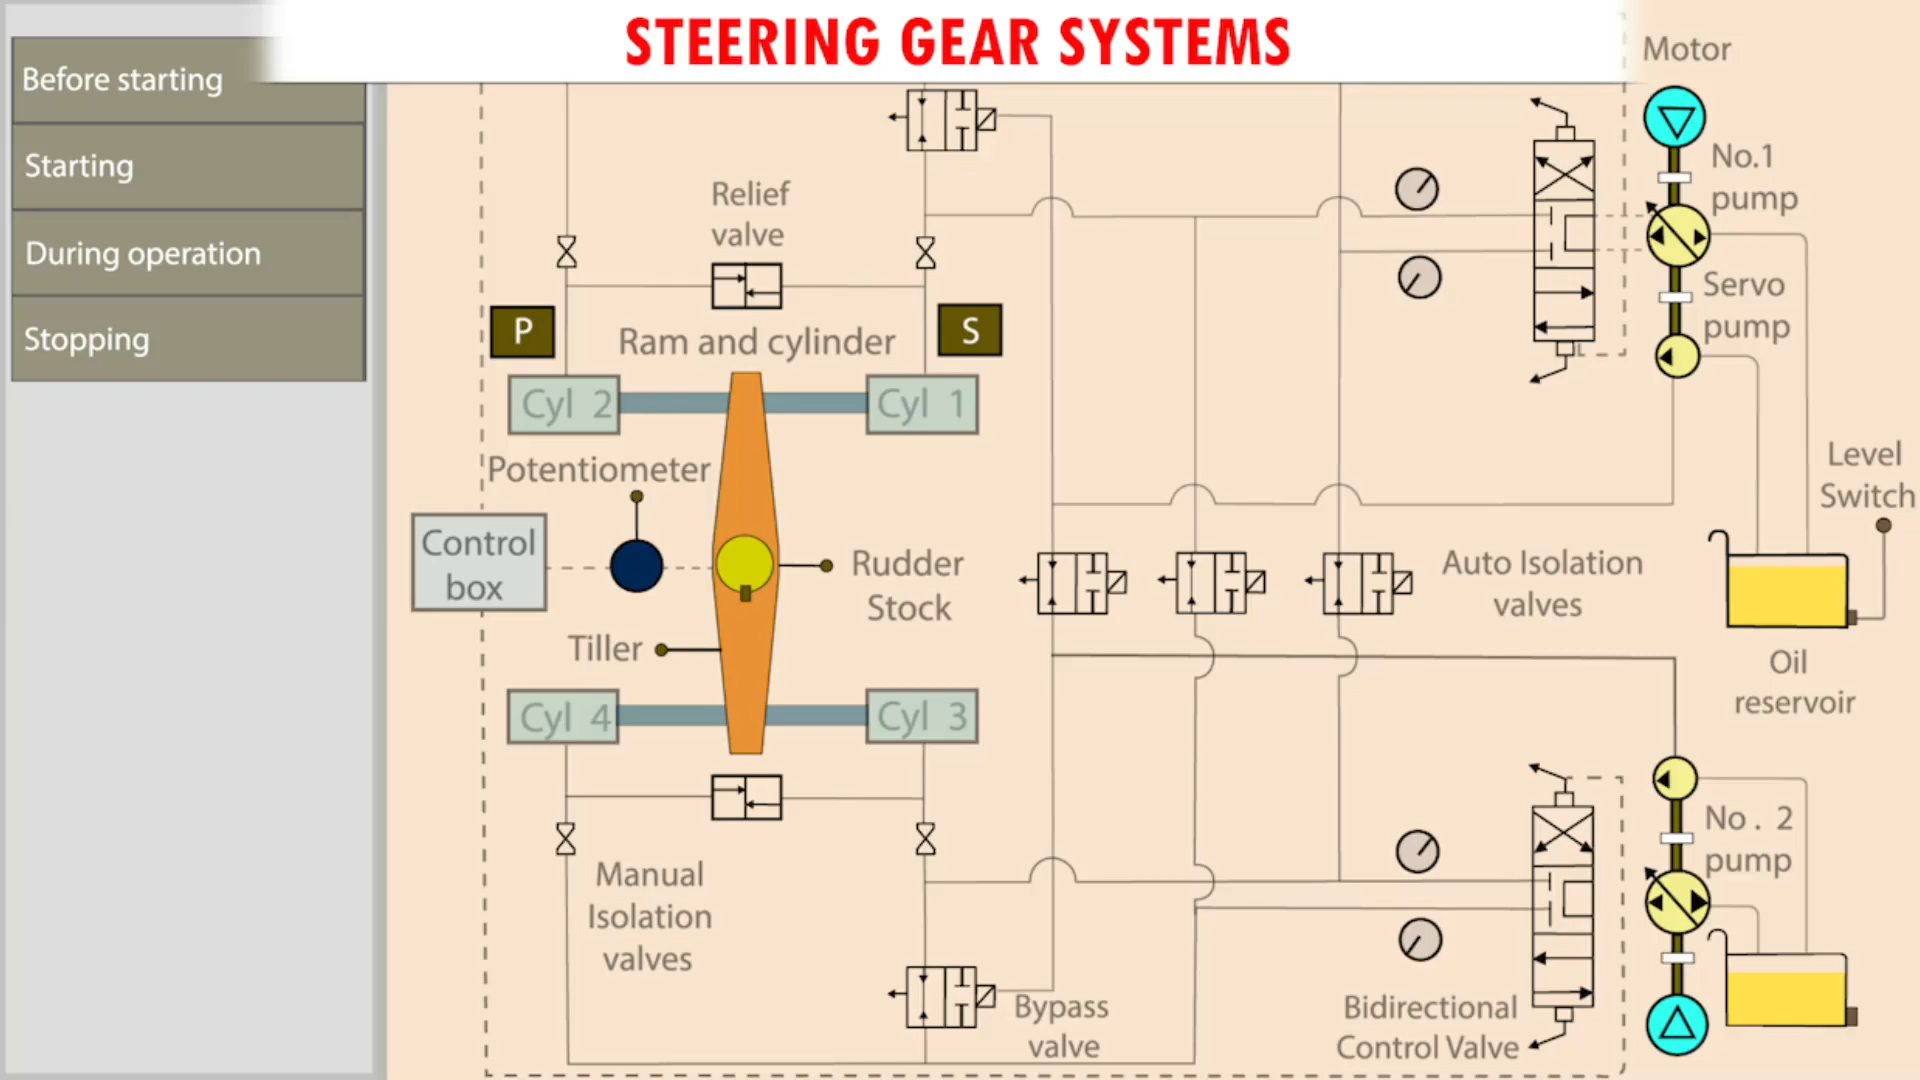 STEERING GEAR SYSTEMS
Before starting
Starting
During operation
Stopping
Motor
No.1
pump
Servo
pump
Relief
valve
P
S
Ram and cylinder
Cyl 2
Cyl 1
Potentiometer
Control
box
Rudder
Stock
Tiller
Cyl 4
Cyl 3
Auto Isolation
valves
Level
Switch
Oil
reservoir
Manual
Isolation
valves
Bypass
valve
Bidirectional
Control Valve
No . 2
pump